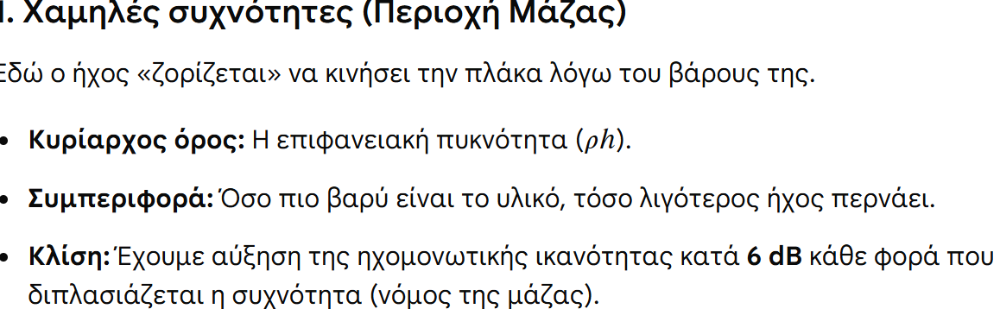 1. Χαμηλές συχνότητες (Περιοχή Μάζας)
Εδώ ο ήχος «ζορίζεται» να κινήσει την πλάκα λόγω του βάρους της.
• Κυρίαρχος όρος: Η επιφανειακή πυκνότητα (ρh).
• Συμπεριφορά: Όσο πιο βαρύ είναι το υλικό, τόσο λιγότερος ήχος περνάει.
• Κλίση: Έχουμε αύξηση της ηχομονωτικής ικανότητας κατά 6 dB κάθε φορά που
διπλασιάζεται η συχνότητα (νόμος της μάζας).